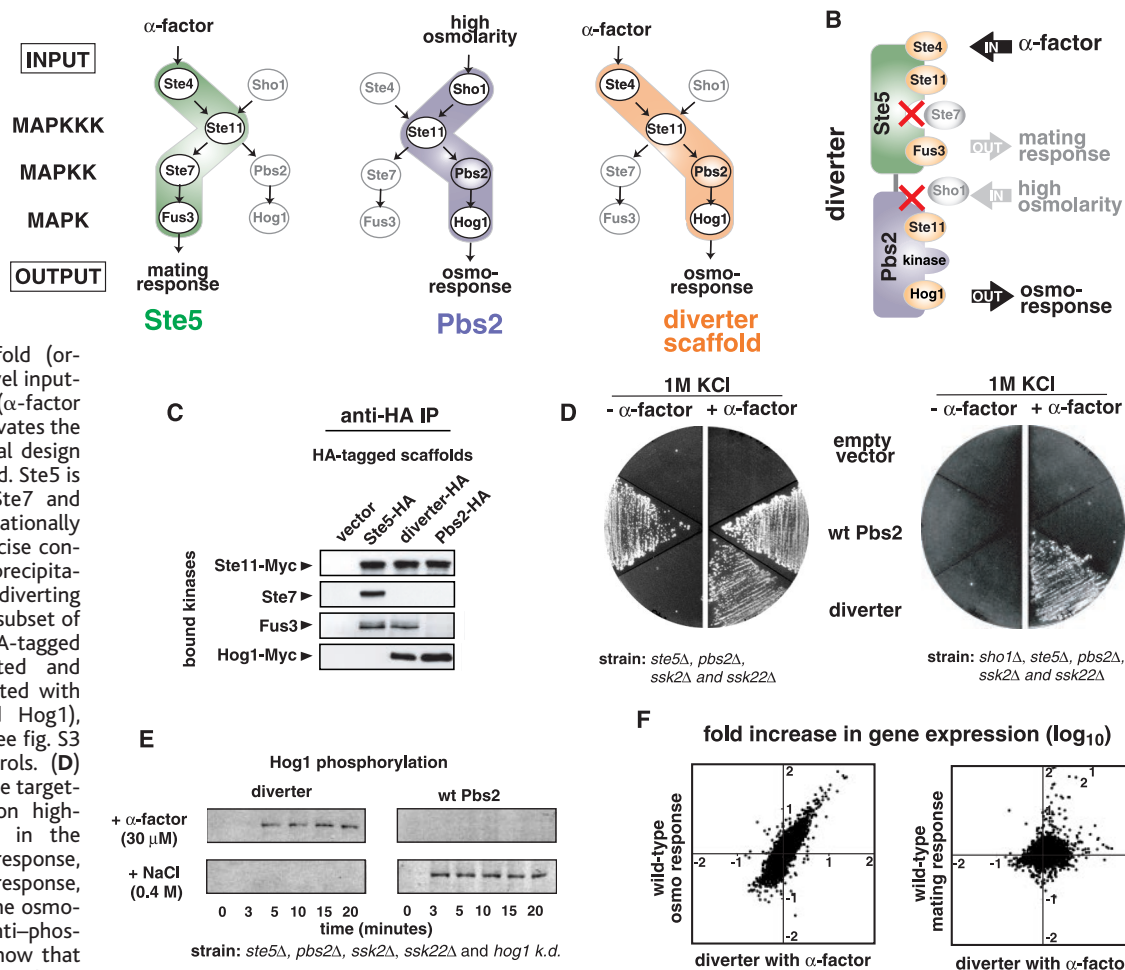 α-factor
high
osmolarity
α-factor
INPUT
MAPKKK
MAPKK
MAPK
OUTPUT
Ste4
Sho1
Ste11
Ste7
Pbs2
Fus3
Hog1
mating
response
Ste5
Ste4
Sho1
Ste11
Ste7
Pbs2
Fus3
Hog1
osmo-
response
Pbs2
Ste4
Sho1
Ste11
Ste7
Pbs2
Fus3
Hog1
osmo-
response
diverter
scaffold
B
diverter
Ste5
Pbs2
Ste4
IN α-factor
Ste11
Ste7
Fus3
OUT mating
response
Sho1
IN high
osmolarity
Ste11
kinase
Hog1
OUT osmo-
response
fold (or-
vel input-
(α-factor
vates the
al design
d. Ste5 is
Ste7 and
ationally
cise con-
precipita-
diverting
subset of
A-tagged
ted and
ted with
d Hog1),
ee fig. S3
rols. (D)
e target-
on high-
in the
response,
response,
ne osmo-
nti–phos-
now that
C
anti-HA IP
HA-tagged scaffolds
vector
Ste5-HA
diverter-HA
Pbs2-HA
bound kinases
Ste11-Myc
Ste7
Fus3
Hog1-Myc
D
1M KCl
- α-factor + α-factor
empty
vector
wt Pbs2
diverter
strain: ste5Δ, pbs2Δ,
ssk2Δ and ssk22Δ
1M KCl
- α-factor + α-factor
strain: sho1Δ, ste5Δ, pbs2Δ,
ssk2Δ and ssk22Δ
E
Hog1 phosphorylation
diverter
wt Pbs2
+ α-factor
(30 μM)
+ NaCl
(0.4 M)
0 3 5 10 15 20 0 3 5 10 15 20
time (minutes)
strain: ste5Δ, pbs2Δ, ssk2Δ, ssk22Δ and hog1 k.d.
F
fold increase in gene expression (log10)
wild-type
osmo response
2
1
-2
-1
1
2
-1
-2
diverter with α-factor
wild-type
mating response
2
2
1
1
-2
-1
-1
-2
diverter with α-factor